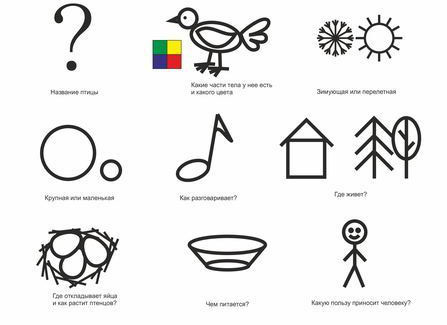 ?
Название птицы
Какие части тела у нее есть
и какого цвета
Зимующая или перелетная
Крупная или маленькая
Как разговаривает?
Где живет?
Где откладывает яйца
и как растит птенцов?
Чем питается?
Какую пользу приносит человеку?